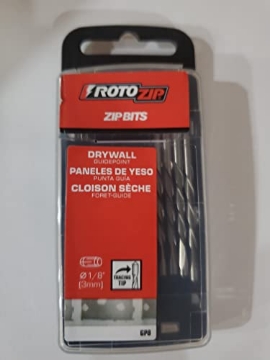 ROTOZIP
ZIP BITS
DRYWALL
GUIDEPOINT
PANELES DE YESO
PUNTA GUIA
CLOISON SÈCHE
FORET-GUIDE
Ø 1/8"
(3mm)
TRACING
TIP
GP8